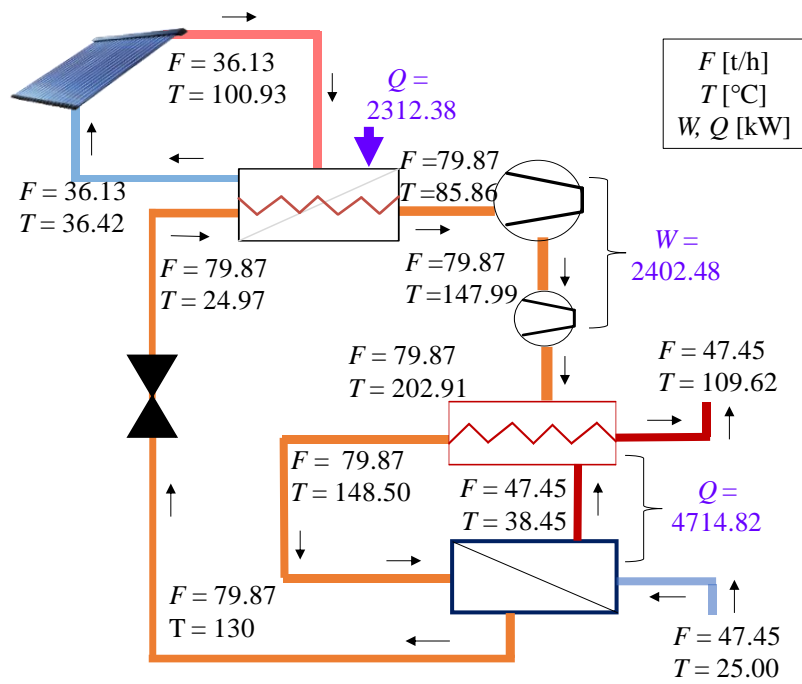 F = 36.13
T = 100.93
Q =
2312.38
F [t/h]
T [°C]
W, Q [kW]
F =79.87
T=85.86
F = 36.13
T = 36.42
F = 79.87
T = 24.97
F =79.87
T=147.99
W =
2402.48
F = 79.87
T = 202.91
F = 47.45
T = 109.62
F = 79.87
T = 148.50
F = 47.45
T = 38.45
Q =
4714.82
F = 79.87
T = 130
F = 47.45
T = 25.00